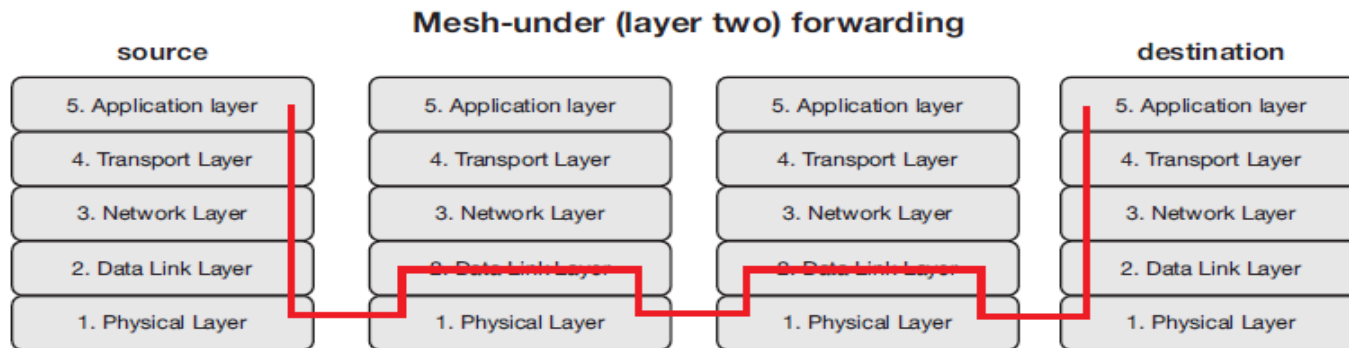 Mesh-under (layer two) forwarding
source
destination
5. Application layer
5. Application layer
5. Application layer
5. Application layer
4. Transport Layer
4. Transport Layer
4. Transport Layer
4. Transport Layer
3. Network Layer
3. Network Layer
3. Network Layer
3. Network Layer
2. Data Link Layer
2. Data Link Layer
2. Data Link Layer
2. Data Link Layer
1. Physical Layer
1. Physical Layer
1. Physical Layer
1. Physical Layer